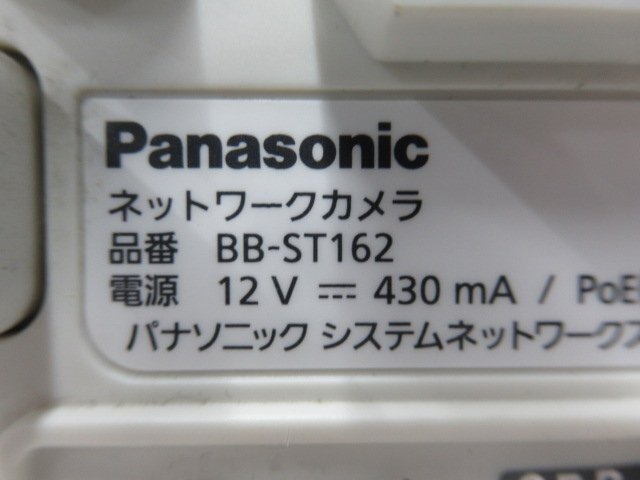 Panasonic
ネットワークカメラ
品番 BB-ST162
電源 12 V ⎓ 430 mA / PoE
パナソニック システムネットワークス